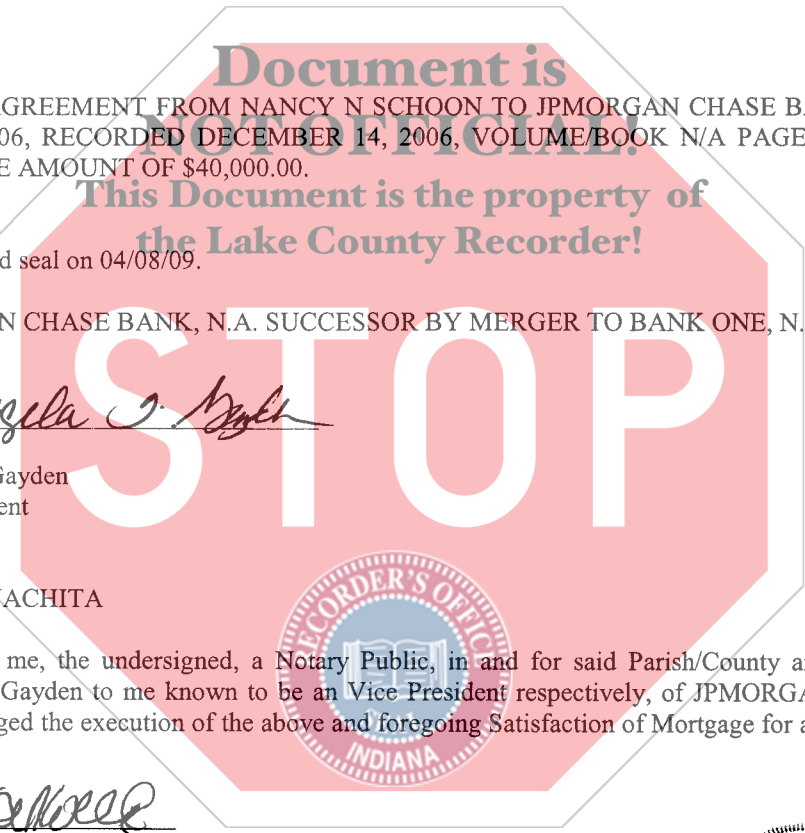 Document is
AGREEMENT FROM NANCY N SCHOON TO JPMORGAN CHASE B
06, RECORDED DECEMBER 14, 2006, VOLUME/BOOK N/A PAGE
NOT OFFICIAL!
E AMOUNT OF $40,000.00.
This Document is the property of
the Lake County Recorder!
d seal on 04/08/09.
N CHASE BANK, N.A. SUCCESSOR BY MERGER TO BANK ONE, N.
STOP
Gayden
ent
ACHITA
RECORDER'S OFFICE
me, the undersigned, a Notary Public, in and for said Parish/County a
Gayden to me known to be an Vice President respectively, of JPMORGA
ged the execution of the above and foregoing Satisfaction of Mortgage for a
INDIANA